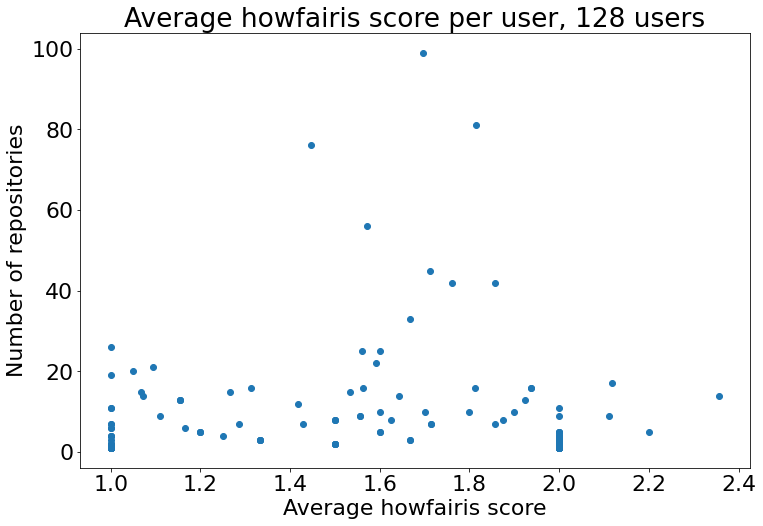 Average howfairis score per user, 128 users
Number of repositories
100
80
60
40
20
0
1.0 1.2 1.4 1.6 1.8 2.0 2.2 2.4
Average howfairis score